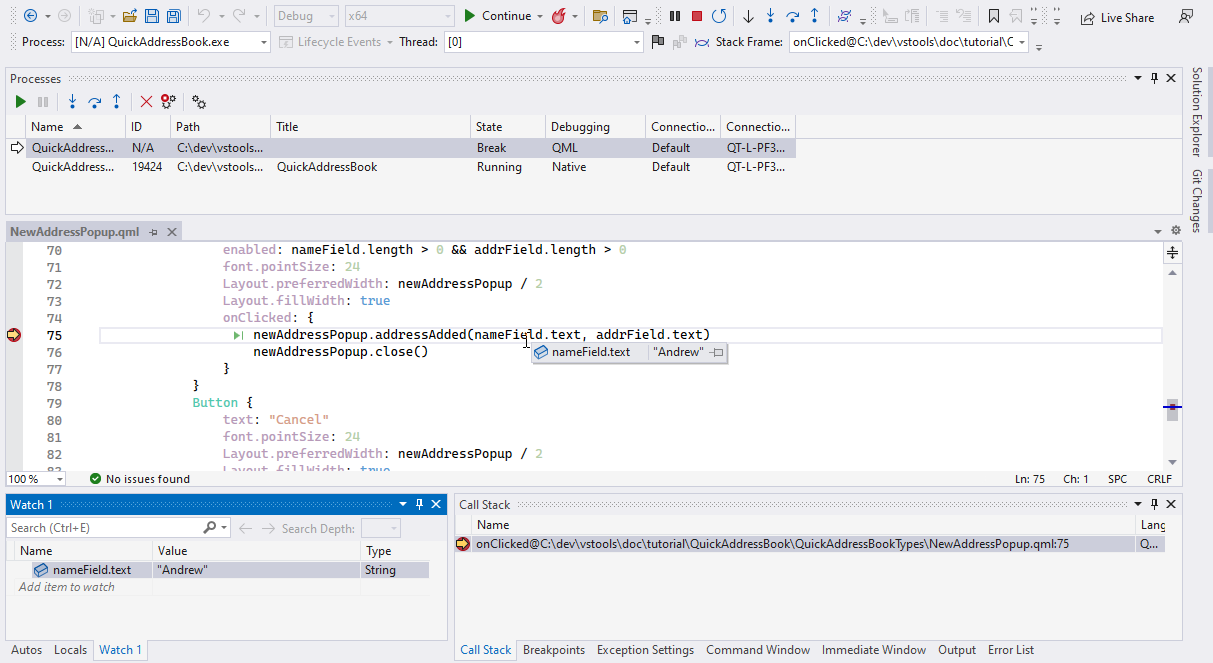 Debug x64 Continue Live Share
Process: [N/A] QuickAddressBook.exe Lifecycle Events Thread: [0] Stack Frame: onClicked@C:\dev\vstools\doc\tutorial\C
Processes
Name ID Path Title State Debugging Connectio... Connectio...
QuickAddress... N/A C:\dev\vstools... Break QML Default QT-L-PF3...
QuickAddress... 19424 C:\dev\vstools... QuickAddressBook Running Native Default QT-L-PF3...
Solution Explorer
Git Changes
NewAddressPopup.qml
70 enabled: nameField.length > 0 && addrField.length > 0
71 font.pointSize: 24
72 Layout.preferredWidth: newAddressPopup / 2
73 Layout.fillWidth: true
74 onClicked: {
75 newAddressPopup.addressAdded(nameField.text, addrField.text)
76 newAddressPopup.close()
nameField.text "Andrew"
77 }
78 }
79 Button {
80 text: "Cancel"
81 font.pointSize: 24
82 Layout.preferredWidth: newAddressPopup / 2
83 Layout.fillWidth: true
100 % No issues found Ln: 75 Ch: 1 SPC CRLF
Watch 1
Search (Ctrl+E) Search Depth:
Name Value Type
nameField.text "Andrew" String
Add item to watch
Autos Locals Watch 1
Call Stack
Name Lang
onClicked@C:\dev\vstools\doc\tutorial\QuickAddressBook\QuickAddressBookTypes\NewAddressPopup.qml:75 Q...
Call Stack Breakpoints Exception Settings Command Window Immediate Window Output Error List